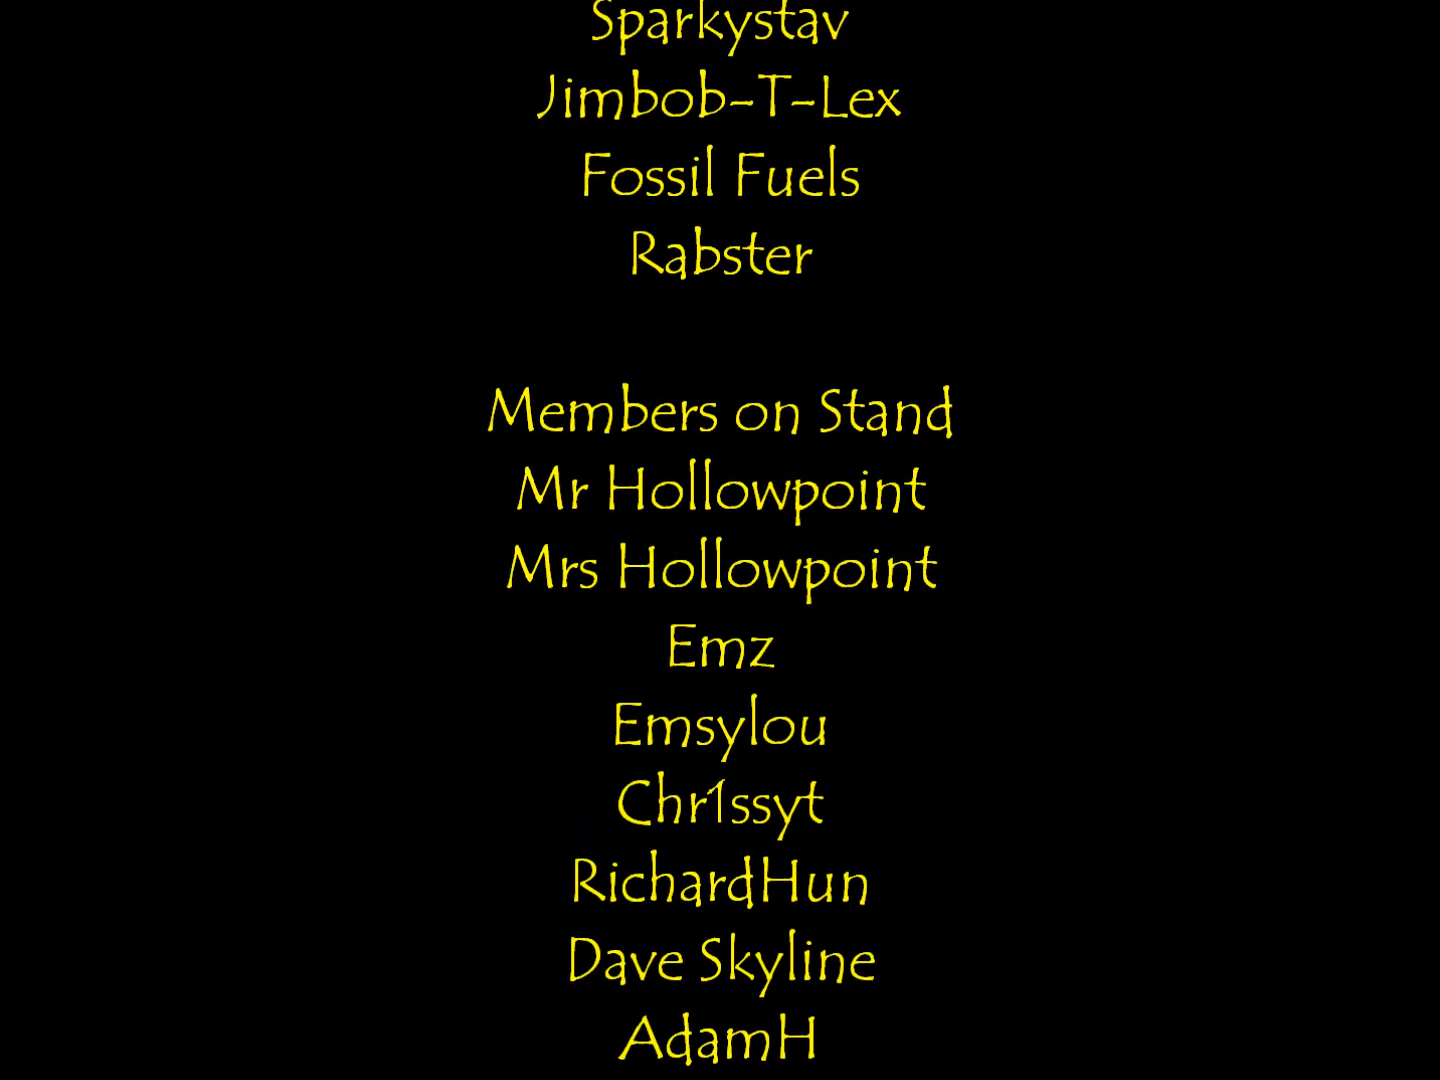 Sparkystav
Jimbob-T-Lex
Fossil Fuels
Rabster
Members on Stand
Mr Hollowpoint
Mrs Hollowpoint
Emz
Emsylou
Chr1ssyt
RichardHun
Dave Skyline
AdamH